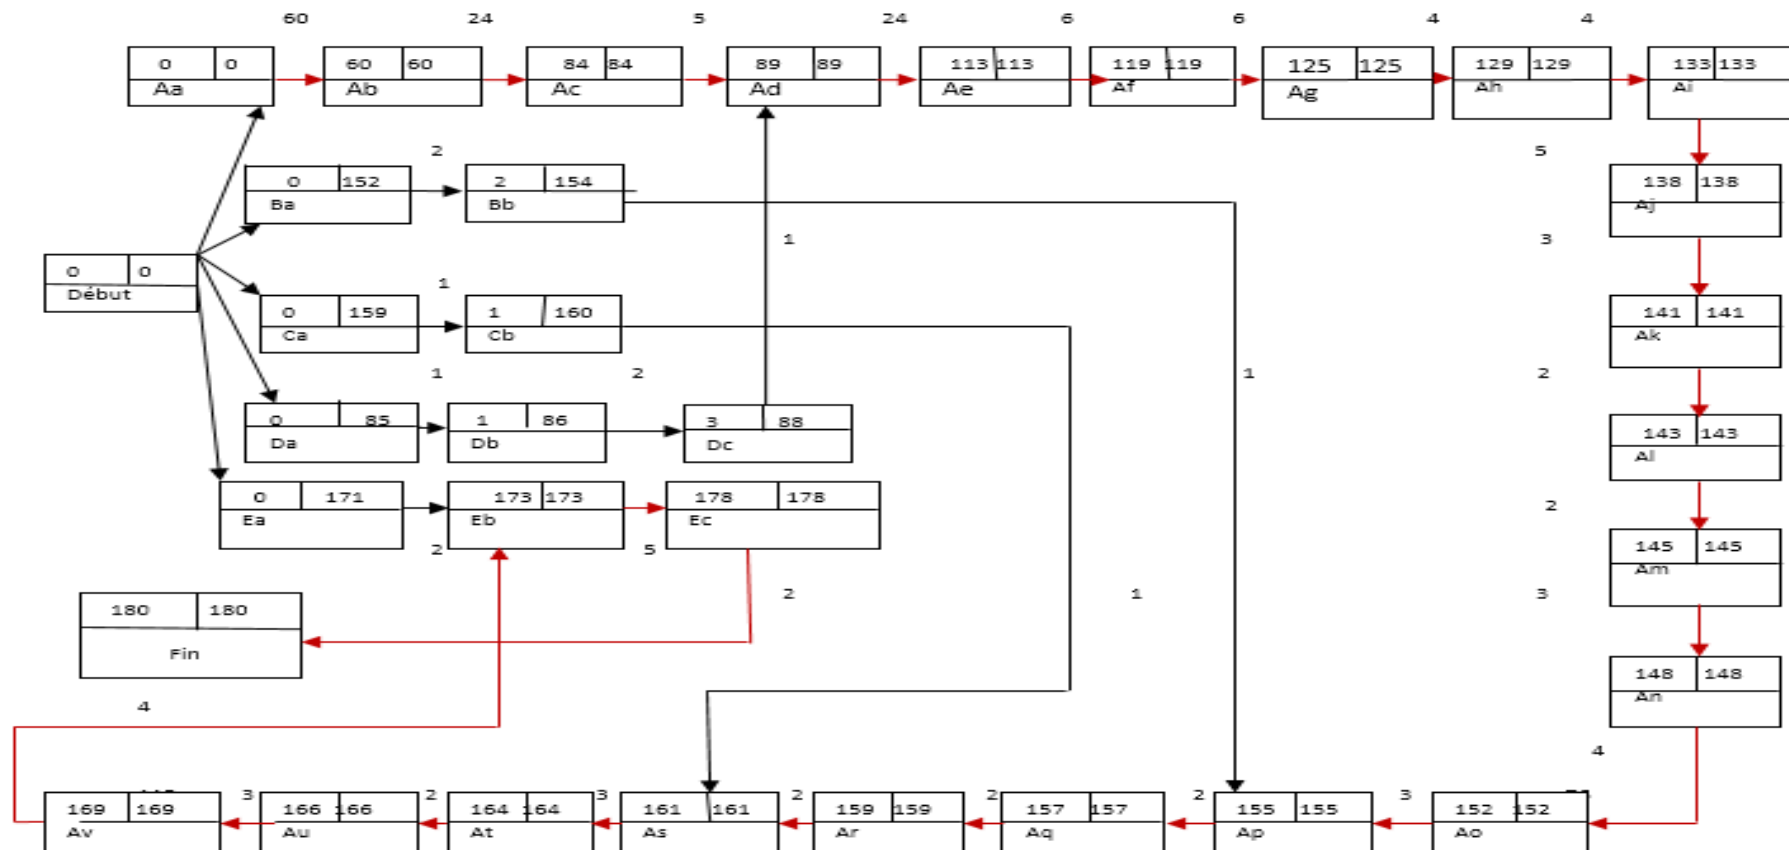 60 24 5 24 6 6 4 4
0 0 60 60 84 84 89 89 113 113 119 119 125 125 129 129 133 133
Aa Ab Ac Ad Ae Af Ag Ah Ai
2 5
0 152 2 154 138 138
Ba Bb Aj
1 3
0 0
Début
1
0 159 1 160 141 141
Ca Cb Ak
1 2 1 2
0 85 1 86 3 88 143 143
Da Db Dc Al
0 171 173 173 178 178 2
Ea Eb Ec
2 5 145 145
Am
2 1 3
180 180
Fin
148 148
An
4
4
3 2 3 2 2 2 3
169 169 166 166 164 164 161 161 159 159 157 157 155 155 152 152
Av Au At As Ar Aq Ap Ao